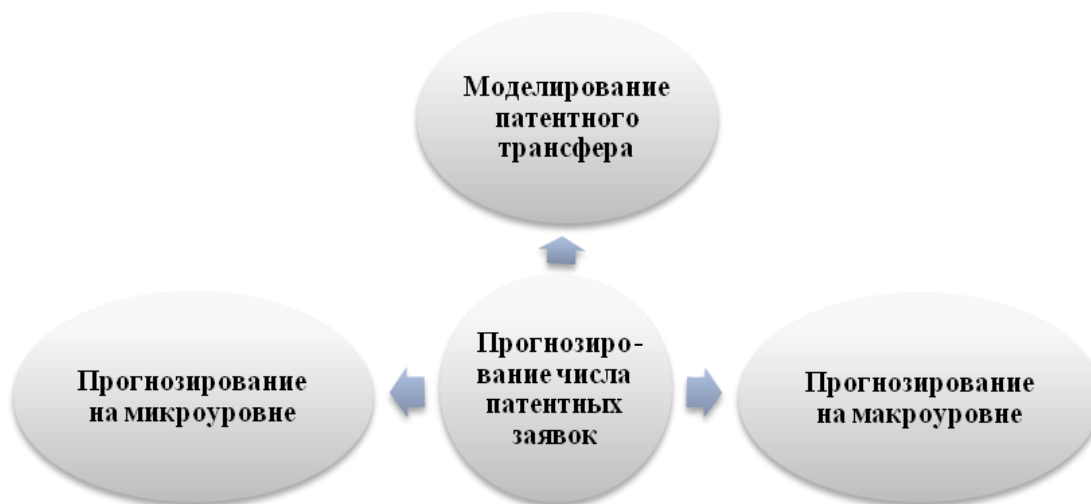 Моделирование
патентного
трансфера
Прогнозирование
на микроуровне
Прогнозиро-
вание числа
патентных
заявок
Прогнозирование
на макроуровне